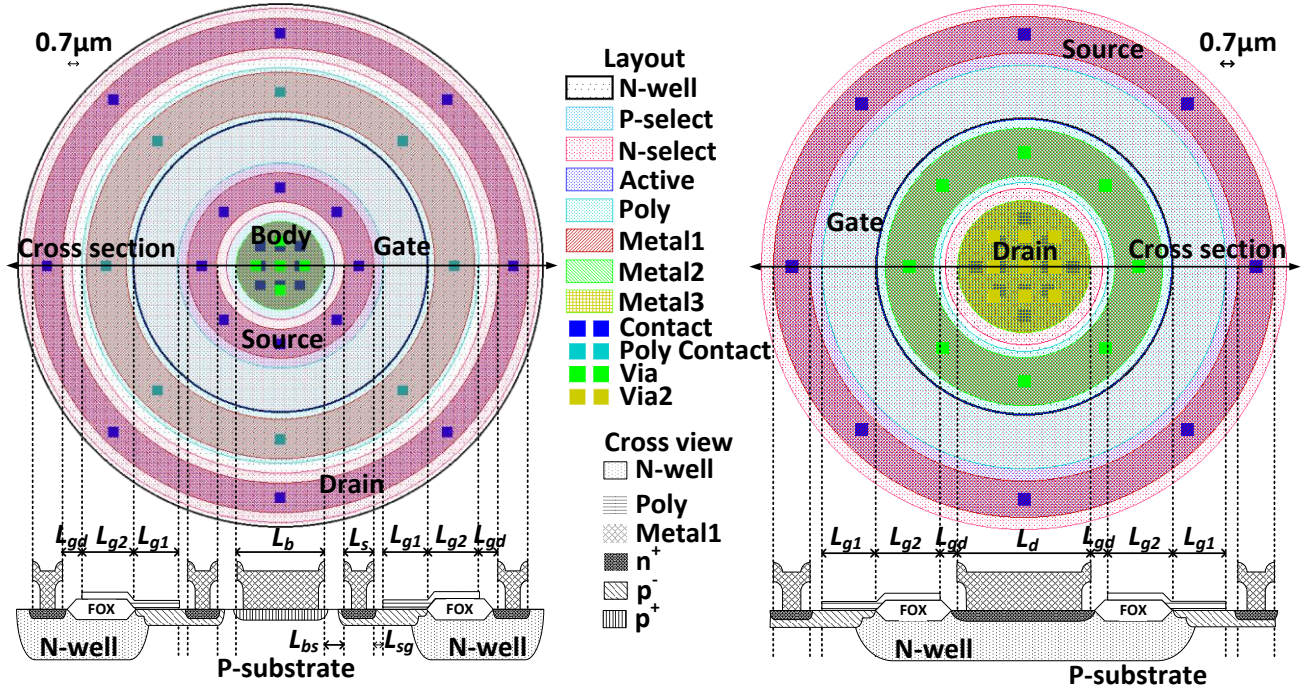 0.7µm
Body
Cross section
Gate
Source
Drain
Layout
N-well
P-select
N-select
Active
Poly
Metal1
Metal2
Metal3
Contact
Poly Contact
Via
Via2
Source
0.7µm
Gate
Drain
Cross section
Cross view
N-well
Poly
Metal1
n+
p-
p+
Lgd
Lg2
Lg1
Lb
Ls
Lg1
Lg2
Lgd
FOX
FOX
N-well
Lbs
Lsg
N-well
P-substrate
Lg1
Lg2
Lgd
Ld
Lgd
Lg2
Lg1
FOX
FOX
N-well
P-substrate